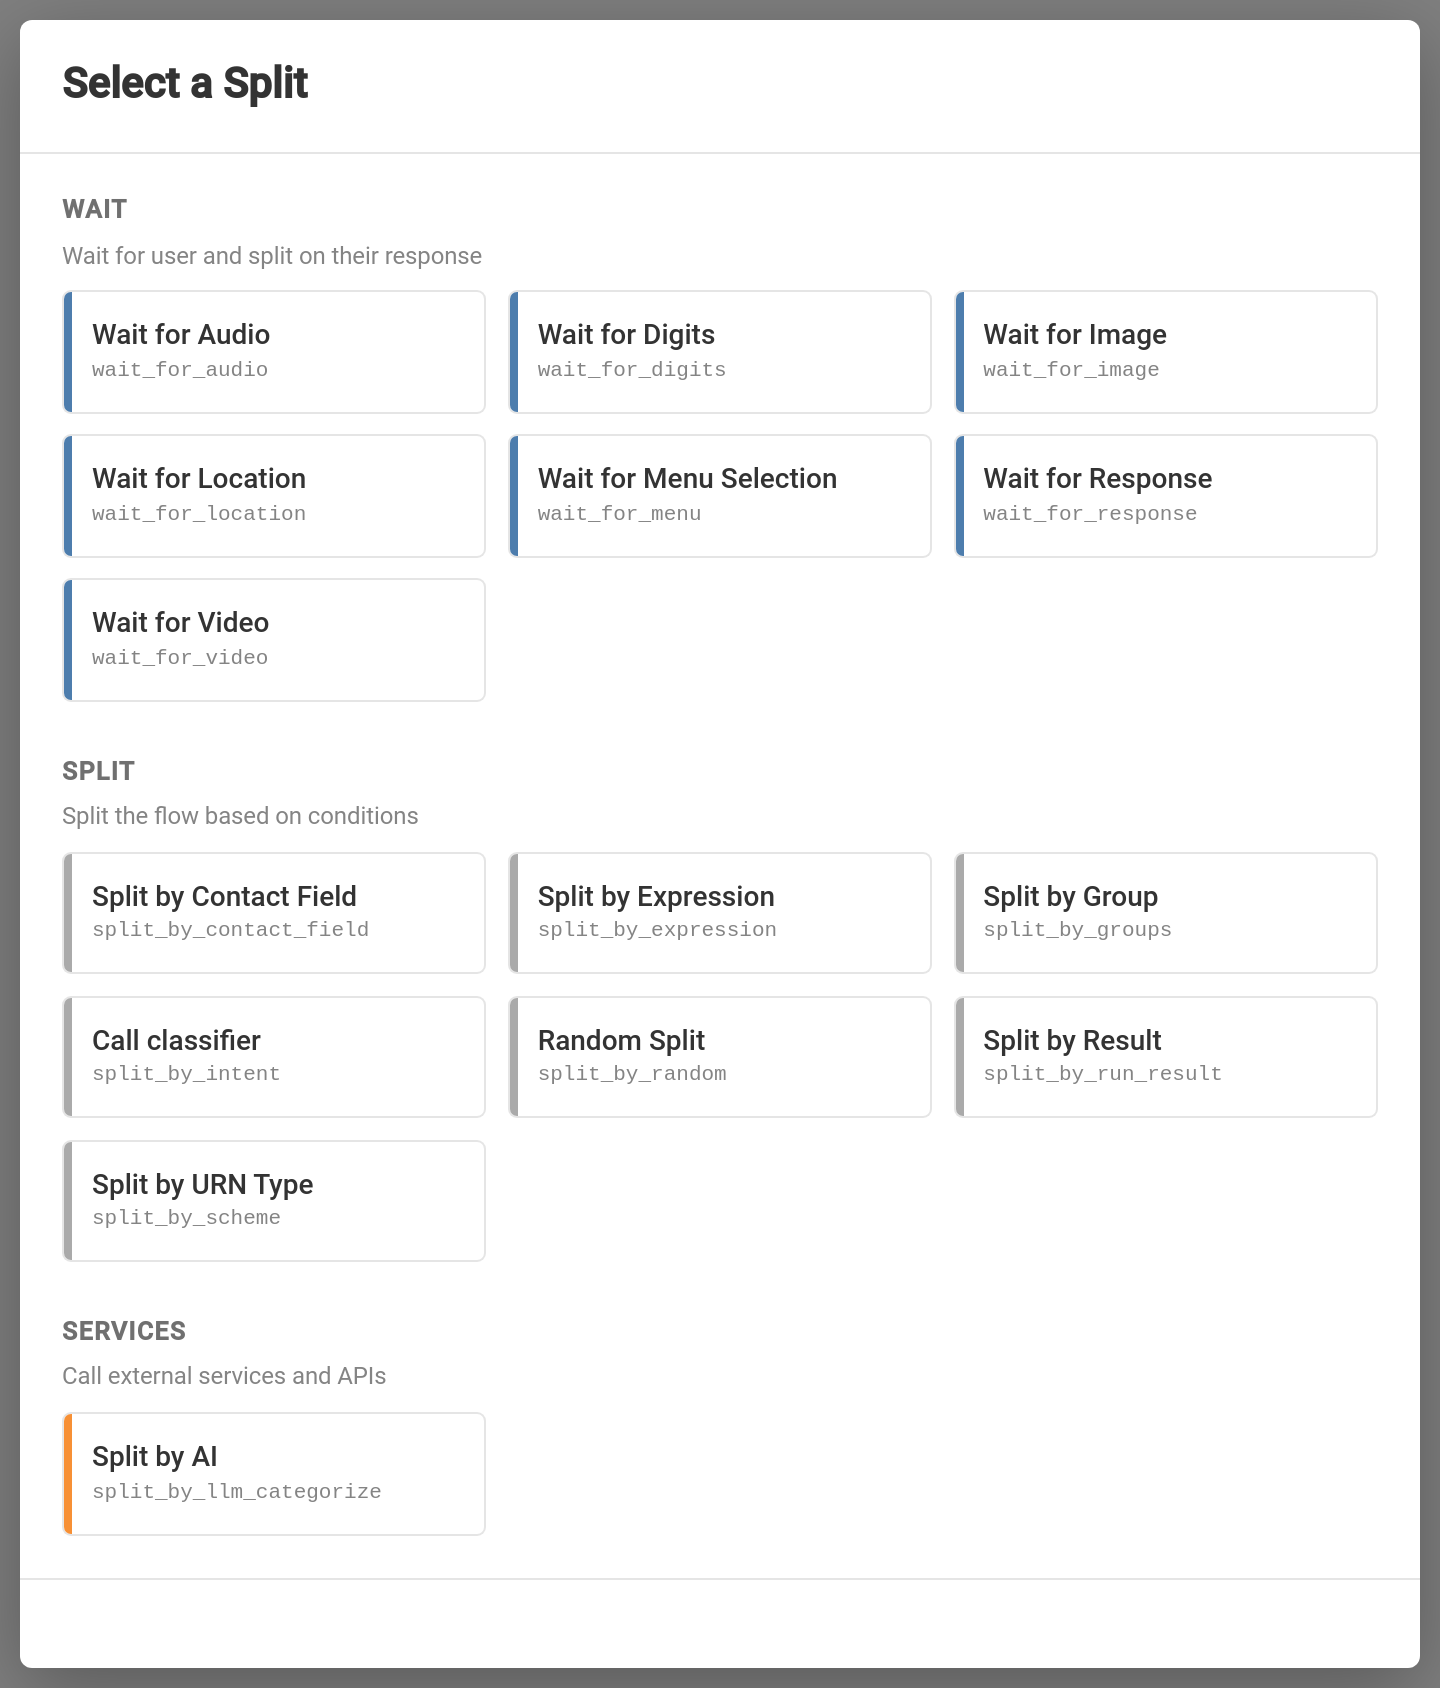 Select a Split
WAIT
Wait for user and split on their response
Wait for Audio
wait_for_audio
Wait for Digits
wait_for_digits
Wait for Image
wait_for_image
Wait for Location
wait_for_location
Wait for Menu Selection
wait_for_menu
Wait for Response
wait_for_response
Wait for Video
wait_for_video
SPLIT
Split the flow based on conditions
Split by Contact Field
split_by_contact_field
Split by Expression
split_by_expression
Split by Group
split_by_groups
Call classifier
split_by_intent
Random Split
split_by_random
Split by Result
split_by_run_result
Split by URN Type
split_by_scheme
SERVICES
Call external services and APIs
Split by AI
split_by_llm_categorize